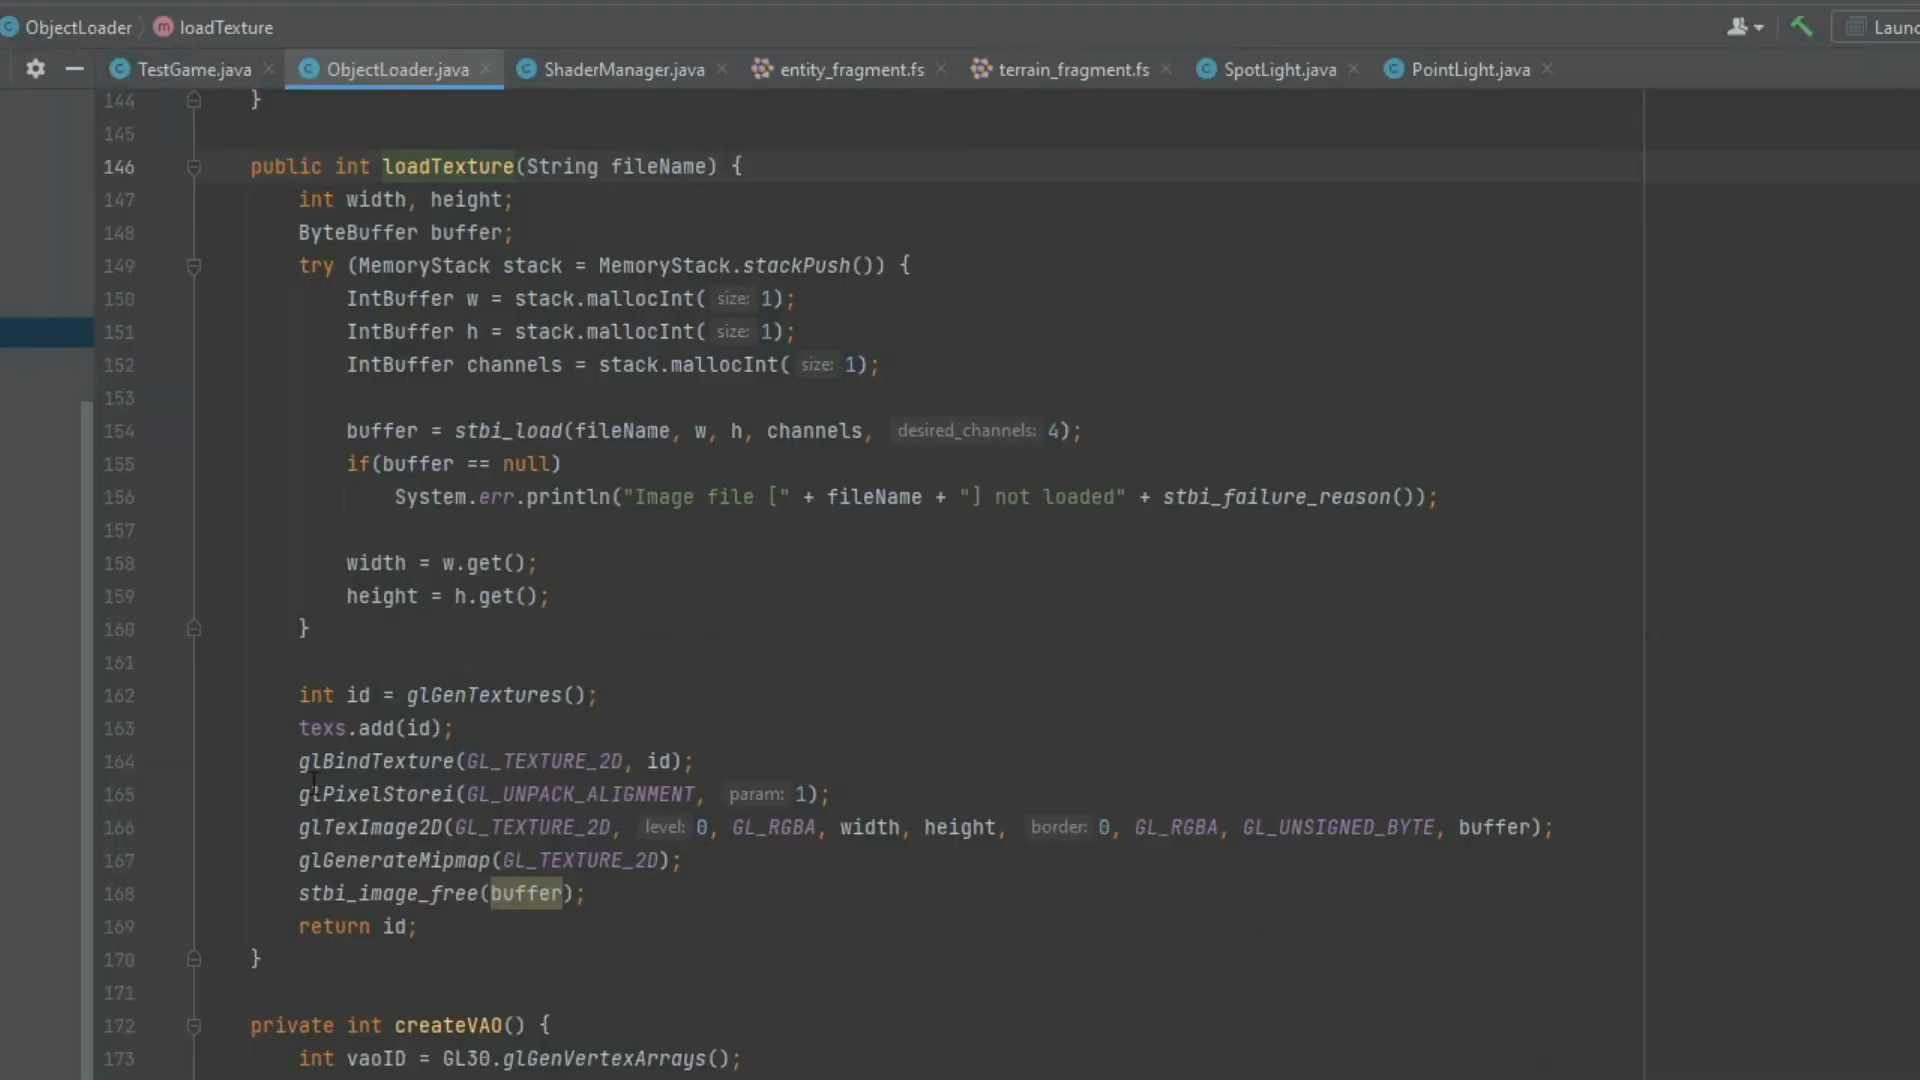 ObjectLoader loadTexture
TestGame.java ObjectLoader.java ShaderManager.java entity_fragment.fs terrain_fragment.fs SpotLight.java PointLight.java
144 }
145
146 public int loadTexture(String fileName) {
147 int width, height;
148 ByteBuffer buffer;
149 try (MemoryStack stack = MemoryStack.stackPush()) {
150 IntBuffer w = stack.mallocInt( size: 1);
151 IntBuffer h = stack.mallocInt( size: 1);
152 IntBuffer channels = stack.mallocInt( size: 1);
153
154 buffer = stbi_load(fileName, w, h, channels, desired_channels: 4);
155 if(buffer == null)
156 System.err.println("Image file [" + fileName + "] not loaded" + stbi_failure_reason());
157
158 width = w.get();
159 height = h.get();
160 }
161
162 int id = glGenTextures();
163 texs.add(id);
164 glBindTexture(GL_TEXTURE_2D, id);
165 glPixelStorei(GL_UNPACK_ALIGNMENT, param: 1);
166 glTexImage2D(GL_TEXTURE_2D, level: 0, GL_RGBA, width, height, border: 0, GL_RGBA, GL_UNSIGNED_BYTE, buffer);
167 glGenerateMipmap(GL_TEXTURE_2D);
168 stbi_image_free(buffer);
169 return id;
170 }
171
172 private int createVAO() {
173 int vaoID = GL30.glGenVertexArrays();